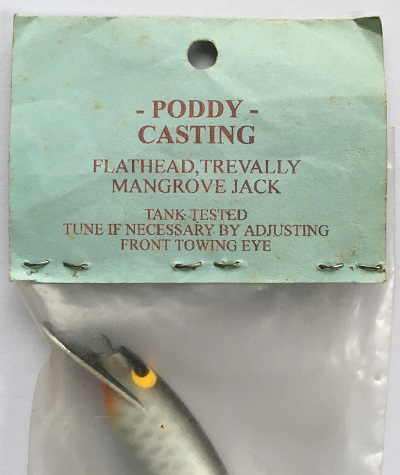 - PODDY -
CASTING
FLATHEAD,TREVALLY
MANGROVE JACK
TANK TESTED
TUNE IF NECESSARY BY ADJUSTING
FRONT TOWING EYE